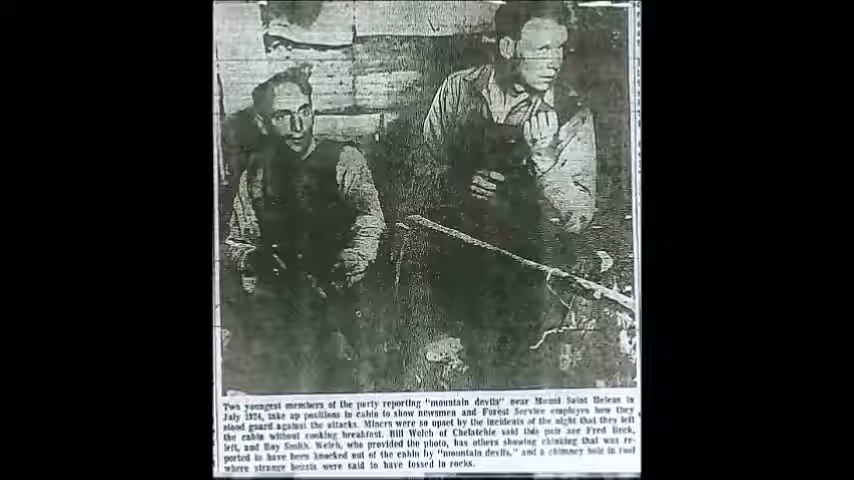 Two youngest members of the party reporting "mountain devils" near Mount Saint Helens in
July 1924, take up positions in cabin to show newsmen and Forest Service employes how they
stood guard against the attacks. Miners were so upset by the incidents of the night that they left
the cabin without cooking breakfast. Bill Welch of Chelatchie said this pair are Fred Beck,
left, and Roy Smith. Welch, who provided the photo, has others showing chinking that was re-
ported to have been knocked out of the cabin by "mountain devils," and a chimney hole in roof
where strange beasts were said to have tossed in rocks.